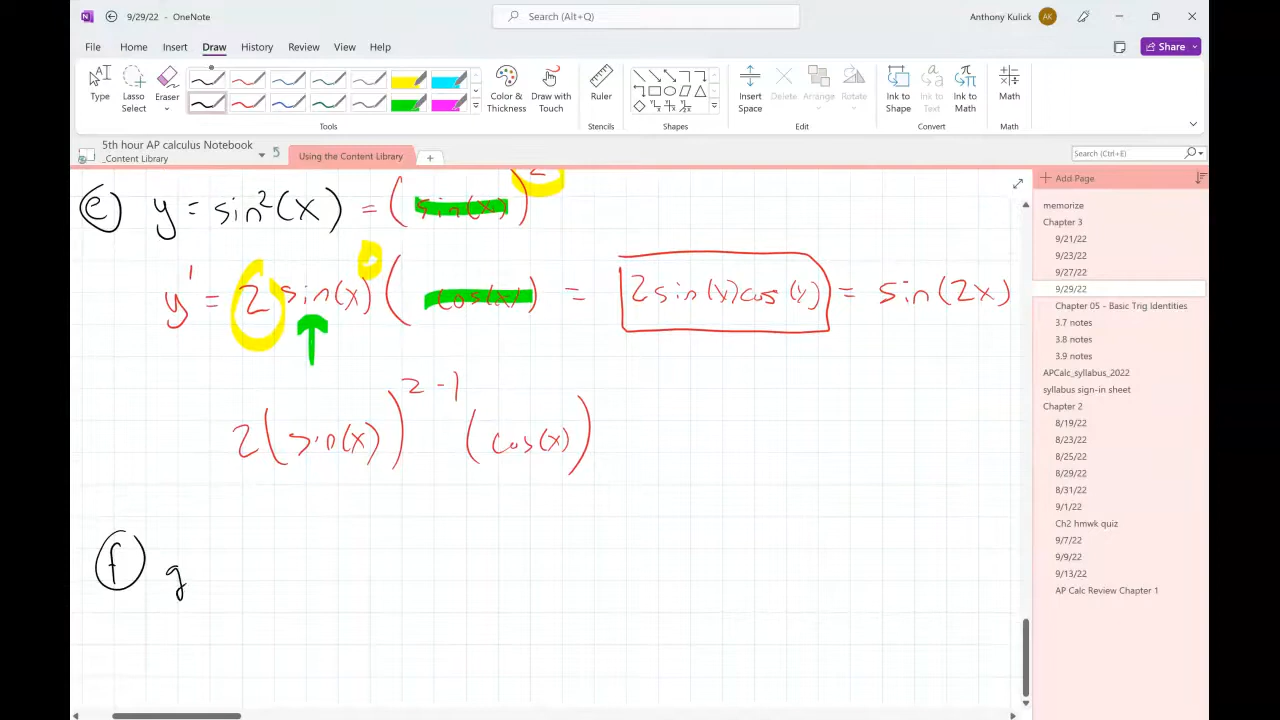 9/29/22 - OneNote
Search (Alt+Q)
Anthony Kulick AK
File Home Insert Draw History Review View Help
Share
Type
Lasso Select
Eraser
Color & Thickness
Draw with Touch
Ruler
Insert Space
Delete
Arrange
Rotate
Ink to Shape
Ink to Text
Ink to Math
Math
Tools
Stencils
Shapes
Edit
Convert
Math
5th hour AP calculus Notebook
_Content Library
Using the Content Library
Search (Ctrl+E)
Add Page
memorize
Chapter 3
9/21/22
9/23/22
9/27/22
9/29/22
Chapter 05 - Basic Trig Identities
3.7 notes
3.8 notes
3.9 notes
APCalc_syllabus_2022
syllabus sign-in sheet
Chapter 2
8/19/22
8/23/22
8/25/22
8/29/22
8/31/22
9/1/22
Ch2 hmwk quiz
9/7/22
9/9/22
9/13/22
AP Calc Review Chapter 1
e y = sin²(x) = (sin(x))²
y' = 2 sin(x) (cos(x)) = 2sin(x)cos(x) = sin(2x)
2(sin(x))^2-1 (cos(x))
f g